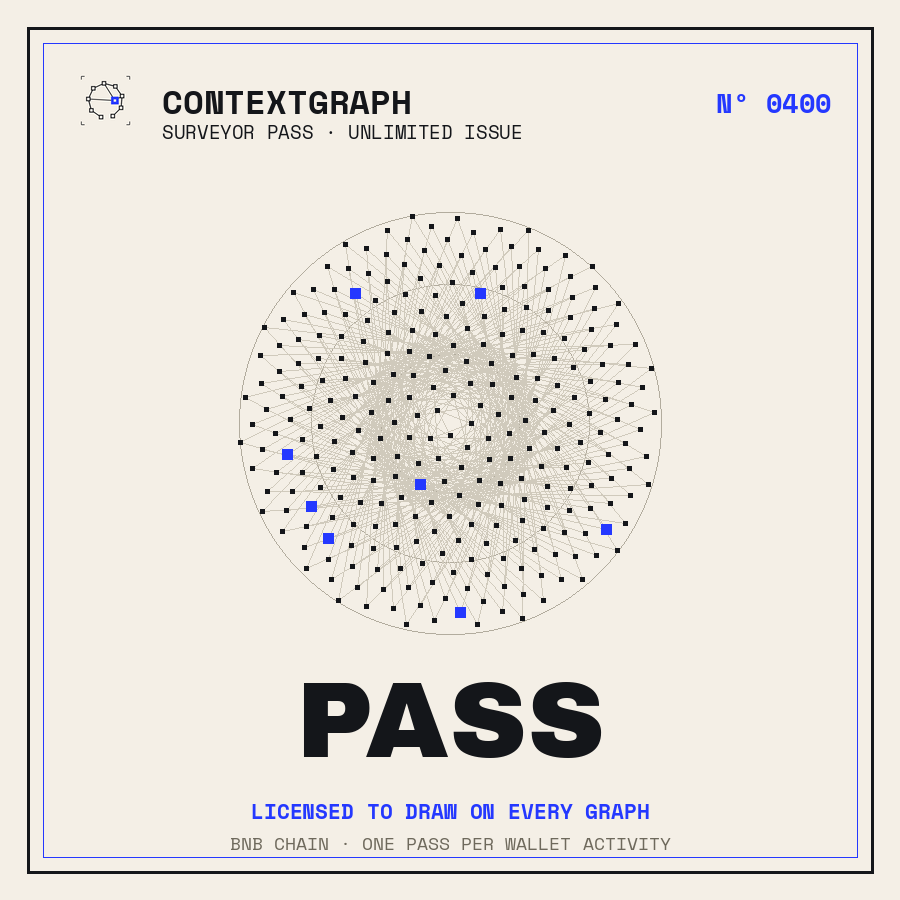 CONTEXTGRAPH
N° 0400
SURVEYOR PASS · UNLIMITED ISSUE
PASS
LICENSED TO DRAW ON EVERY GRAPH
BNB CHAIN · ONE PASS PER WALLET ACTIVITY